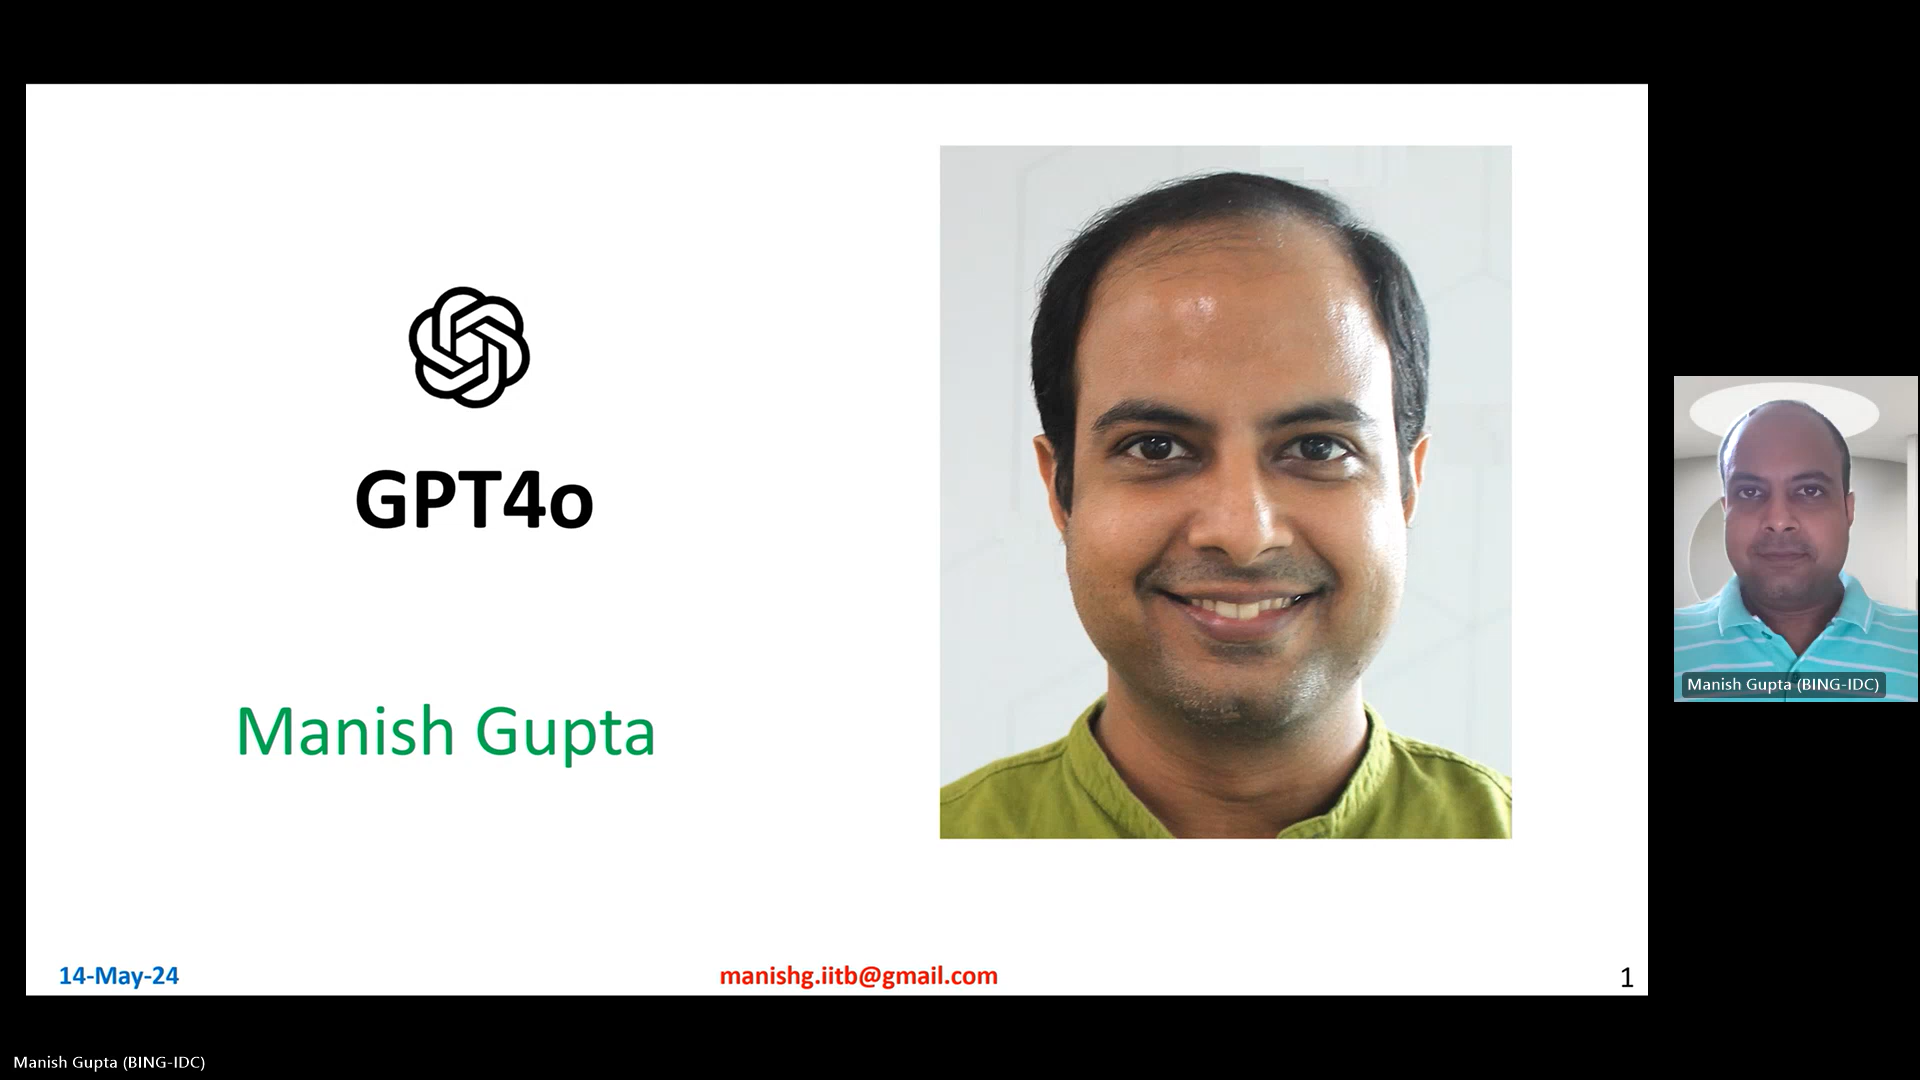 GPT4o
Manish Gupta
14-May-24
manishg.iitb@gmail.com
1
Manish Gupta (BING-IDC)
Manish Gupta (BING-IDC)